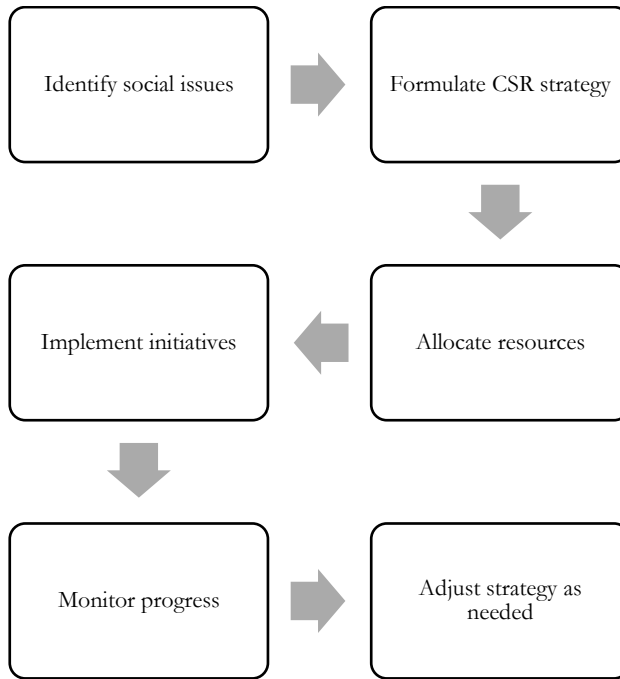 Identify social issues
Formulate CSR strategy
Allocate resources
Implement initiatives
Monitor progress
Adjust strategy as
needed